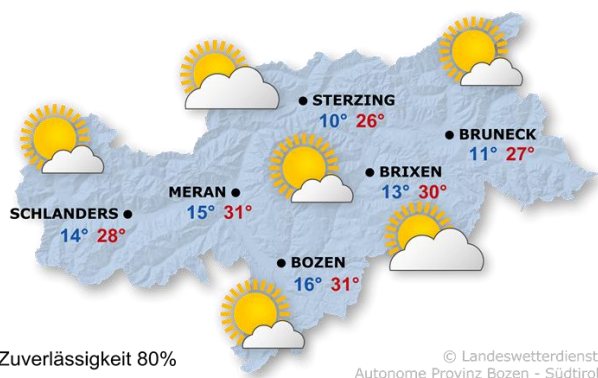 STERZING
10° 26°
BRUNECK
11° 27°
BRIXEN
13° 30°
MERAN
15° 31°
SCHLANDERS
14° 28°
BOZEN
16° 31°
Zuverlässigkeit 80%
© Landeswetterdienst
Autonome Provinz Bozen - Südtirol